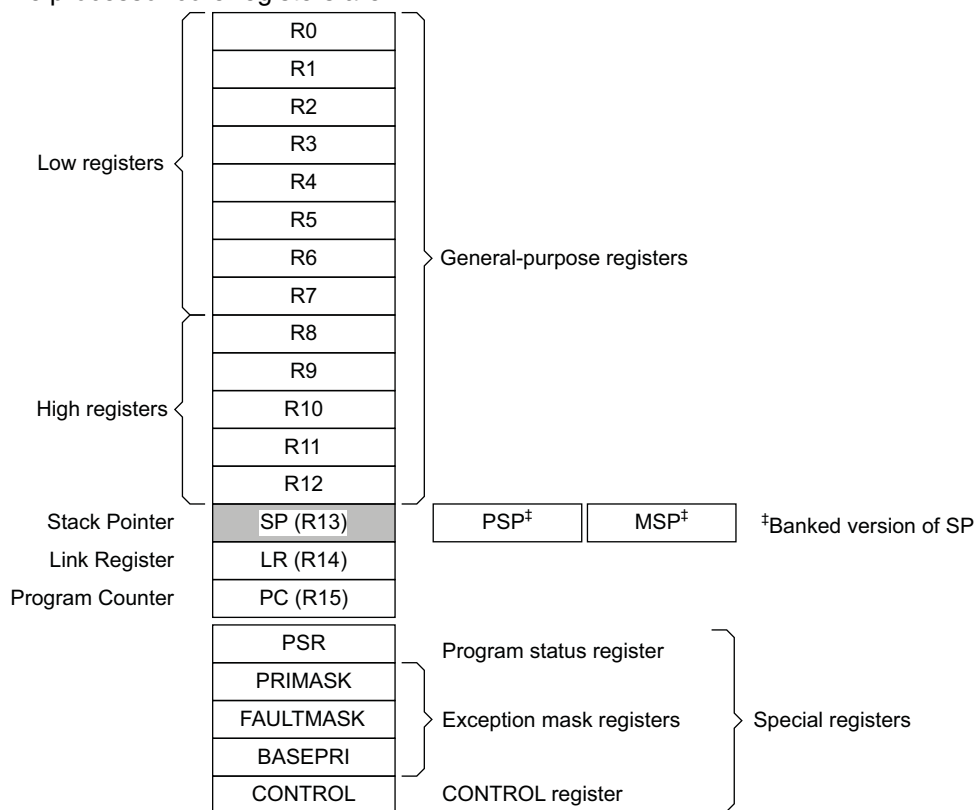 R0
R1
R2
R3
Low registers
R4
R5
R6
General-purpose registers
R7
R8
R9
High registers
R10
R11
R12
Stack Pointer SP (R13) PSP‡ MSP‡ ‡Banked version of SP
Link Register LR (R14)
Program Counter PC (R15)
PSR Program status register
PRIMASK
FAULTMASK Exception mask registers Special registers
BASEPRI
CONTROL CONTROL register